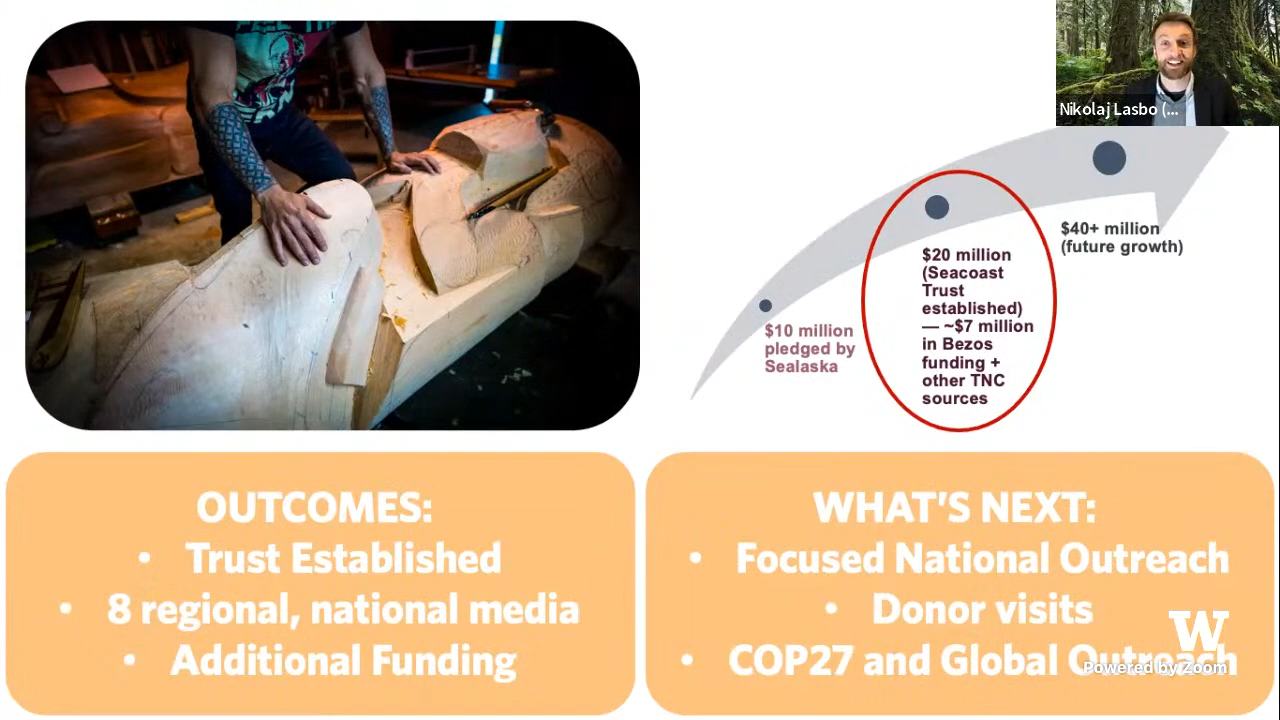 FEEL THE
Nikolaj Lasbo (...
$10 million
pledged by
Sealaska
$20 million
(Seacoast
Trust
established)
— ~$7 million
in Bezos
funding +
other TNC
sources
$40+ million
(future growth)
OUTCOMES:
• Trust Established
• 8 regional, national media
• Additional Funding
WHAT'S NEXT:
• Focused National Outreach
• Donor visits
• COP27 and Global Outreach
W
Powered by Zoom